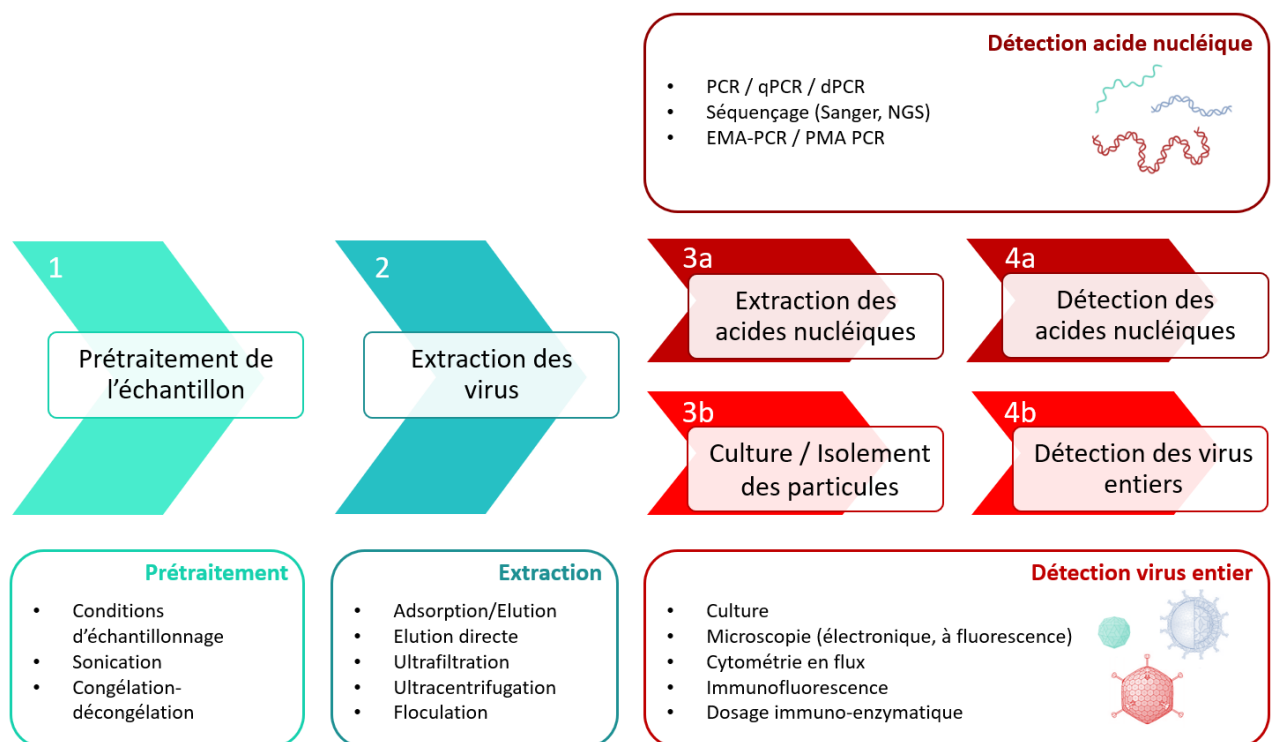 Détection acide nucléique
• PCR / qPCR / dPCR
• Séquençage (Sanger, NGS)
• EMA-PCR / PMA PCR
1
Prétraitement de
l'échantillon
2
Extraction des
virus
3a
Extraction des
acides nucléiques
4a
Détection des
acides nucléiques
3b
Culture / Isolement
des particules
4b
Détection des virus
entiers
Prétraitement
• Conditions
d'échantillonnage
• Sonication
• Congélation-
décongélation
Extraction
• Adsorption/Elution
• Elution directe
• Ultrafiltration
• Ultracentrifugation
• Floculation
Détection virus entier
• Culture
• Microscopie (électronique, à fluorescence)
• Cytométrie en flux
• Immunofluorescence
• Dosage immuno-enzymatique